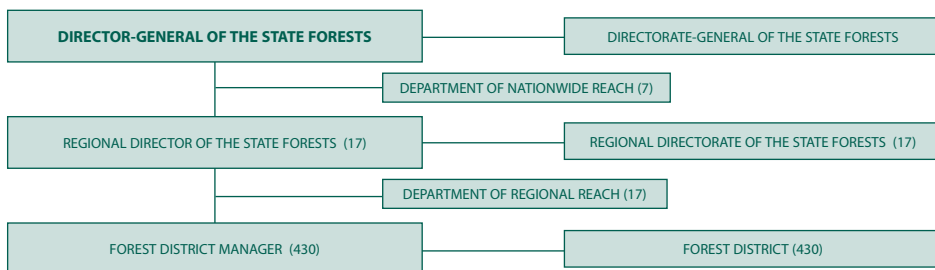 DIRECTOR-GENERAL OF THE STATE FORESTS
DIRECTORATE-GENERAL OF THE STATE FORESTS
DEPARTMENT OF NATIONWIDE REACH (7)
REGIONAL DIRECTOR OF THE STATE FORESTS (17)
REGIONAL DIRECTORATE OF THE STATE FORESTS (17)
DEPARTMENT OF REGIONAL REACH (17)
FOREST DISTRICT MANAGER (430)
FOREST DISTRICT (430)